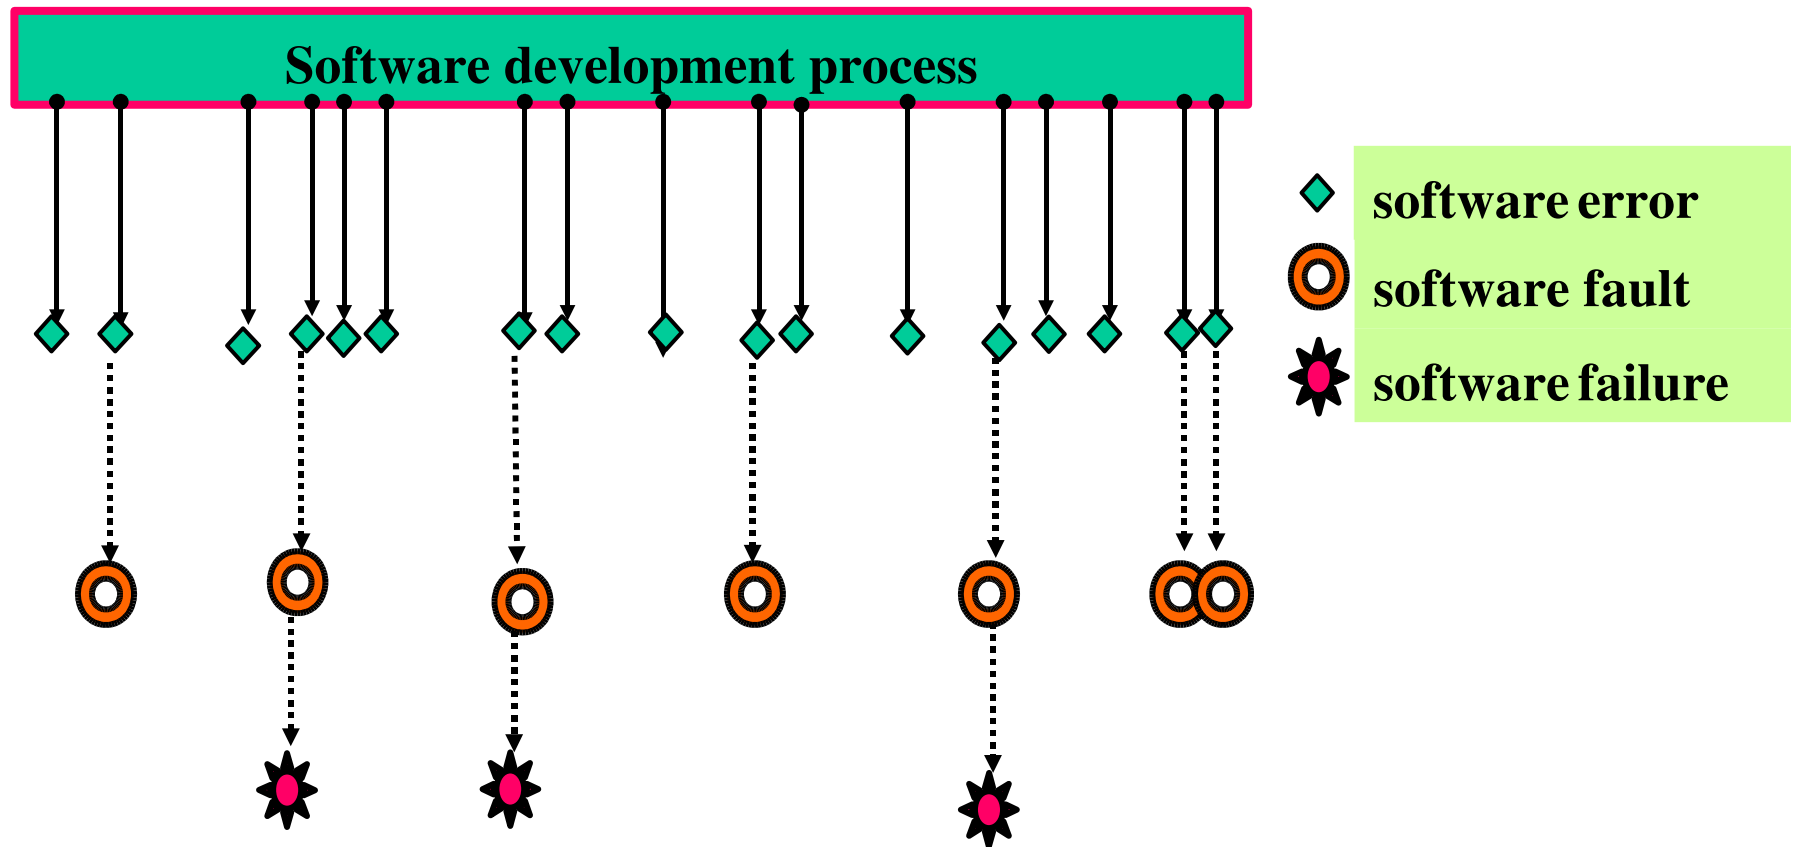 Software development process
software error
software fault
software failure